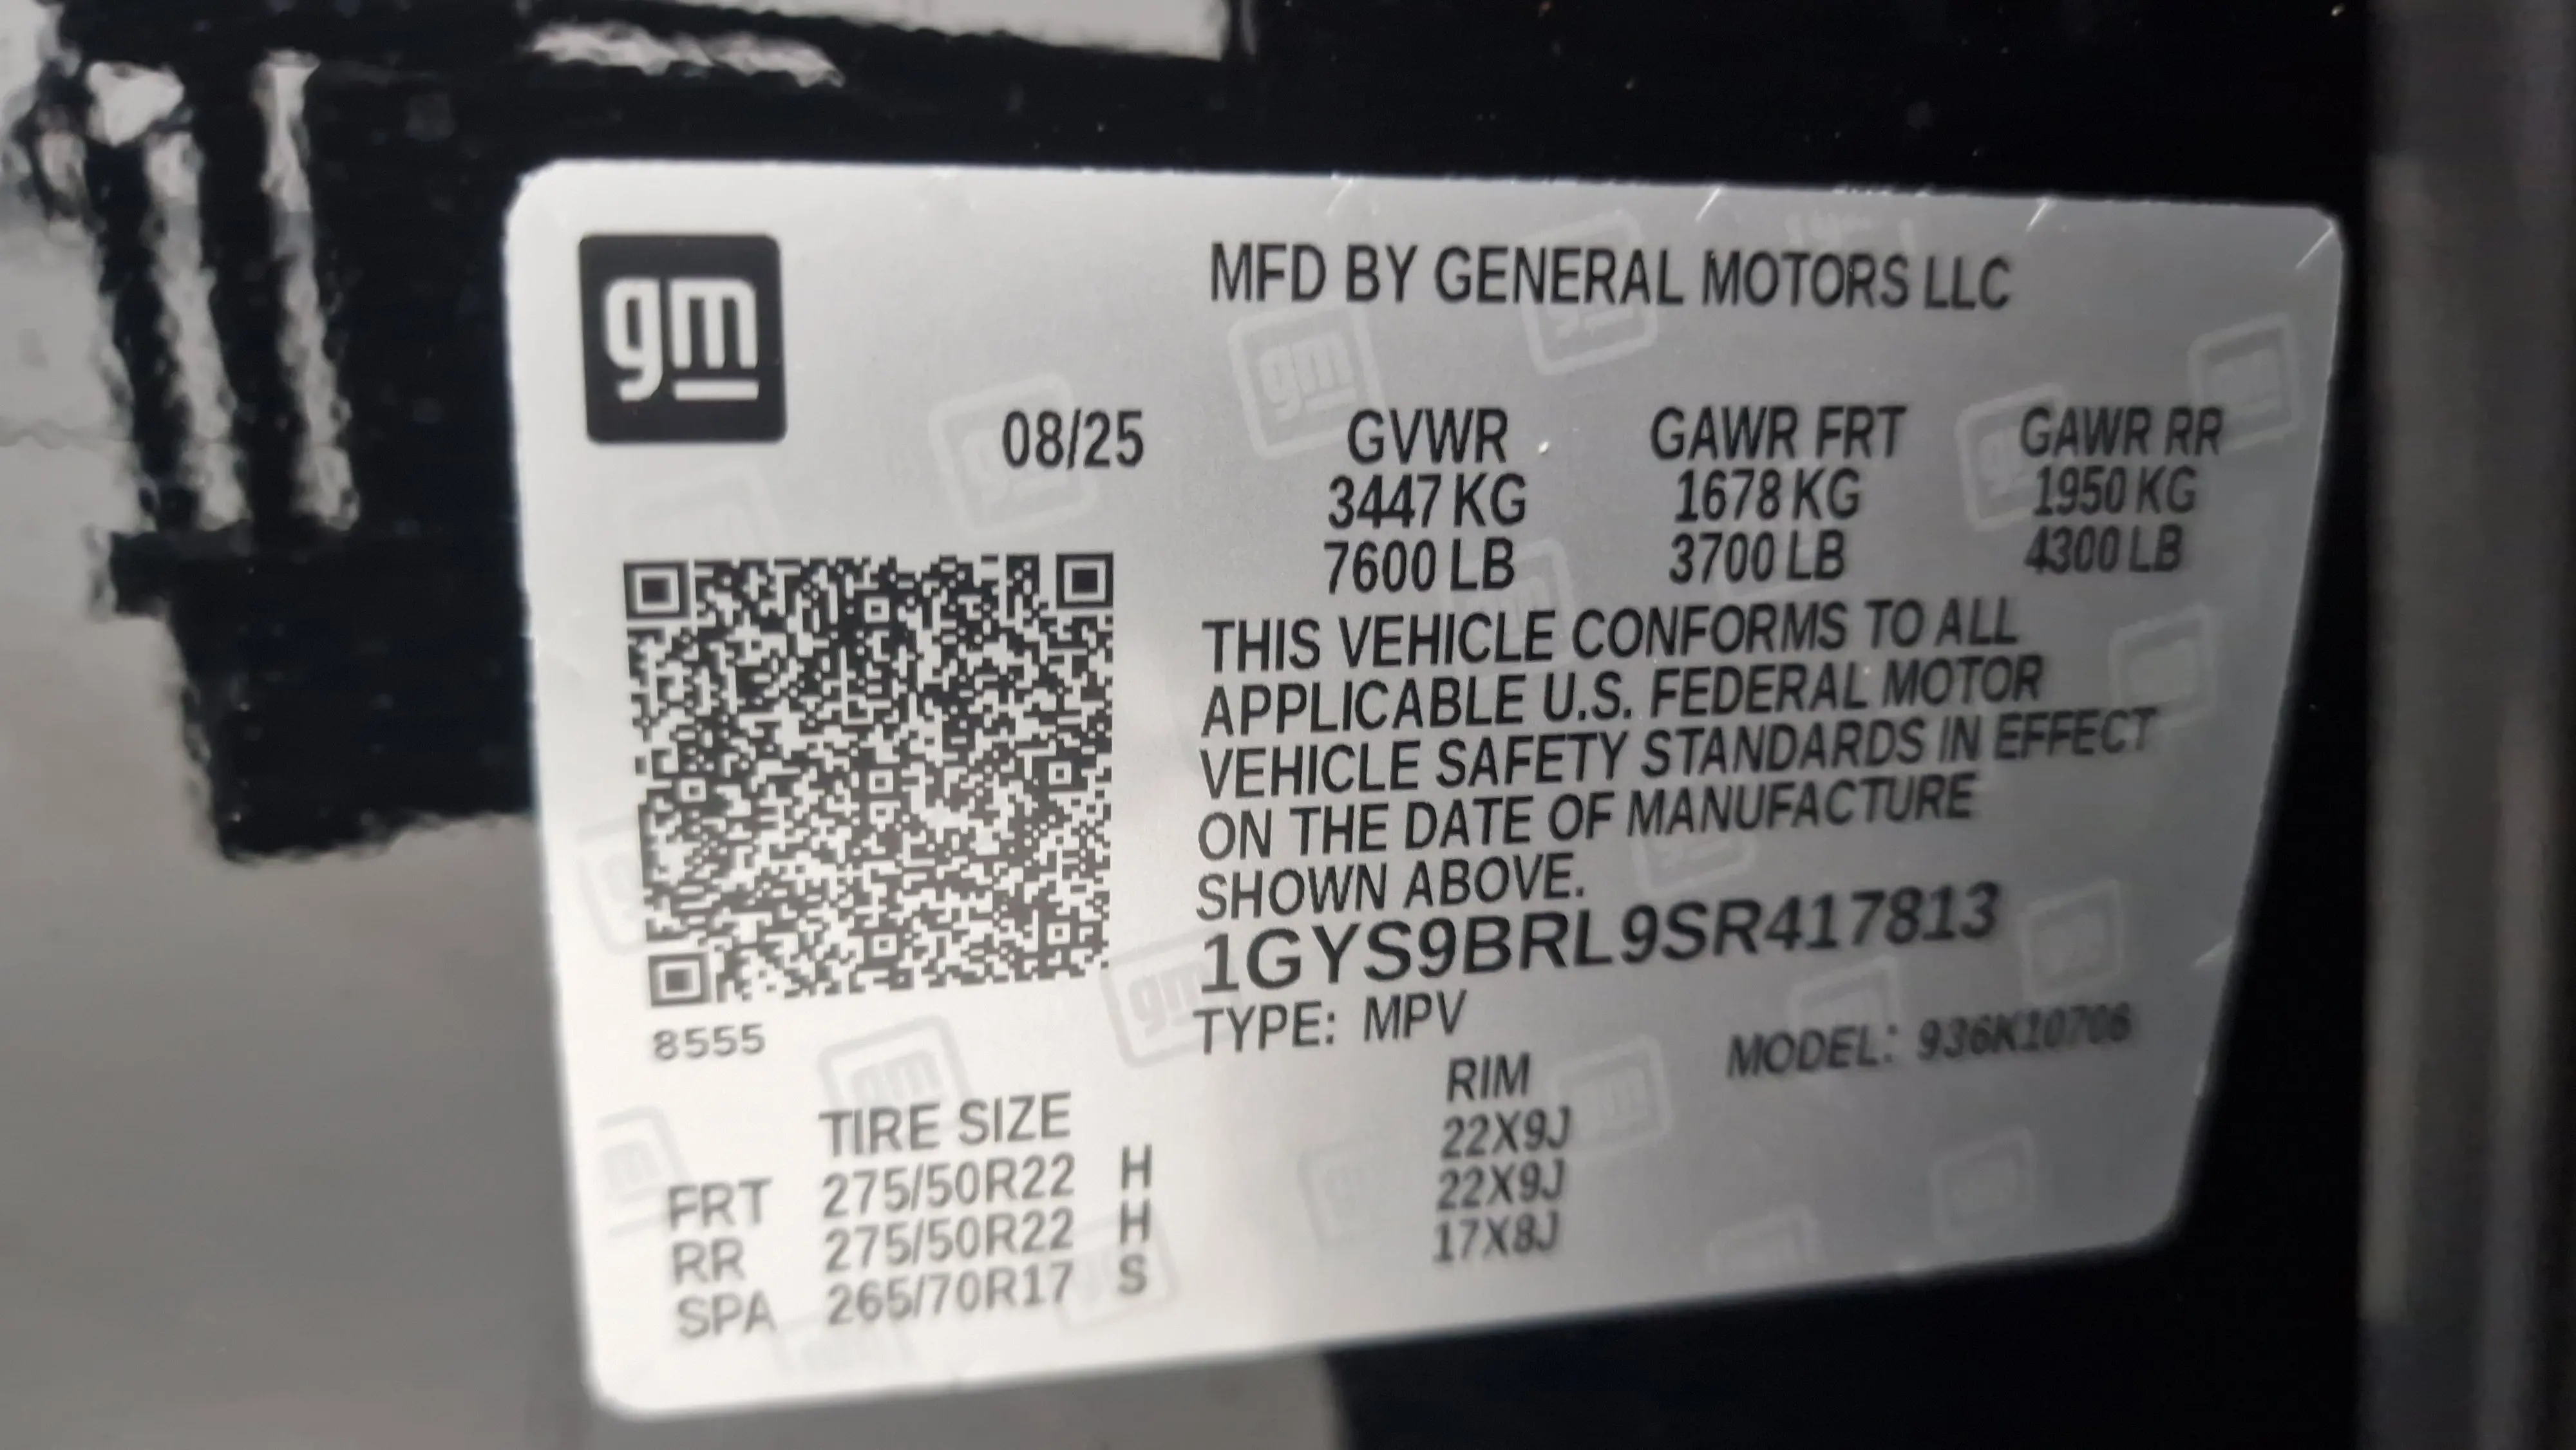 gm
MFD BY GENERAL MOTORS LLC
08/25 GVWR GAWR FRT GAWR RR
3447 KG 1678 KG 1950 KG
7600 LB 3700 LB 4300 LB
THIS VEHICLE CONFORMS TO ALL
APPLICABLE U.S. FEDERAL MOTOR
VEHICLE SAFETY STANDARDS IN EFFECT
ON THE DATE OF MANUFACTURE
SHOWN ABOVE.
1GYS9BRL9SR417813
8555
TYPE: MPV MODEL: 936K10706
TIRE SIZE RIM
FRT 275/50R22 H 22X9J
RR 275/50R22 H 22X9J
SPA 265/70R17 S 17X8J